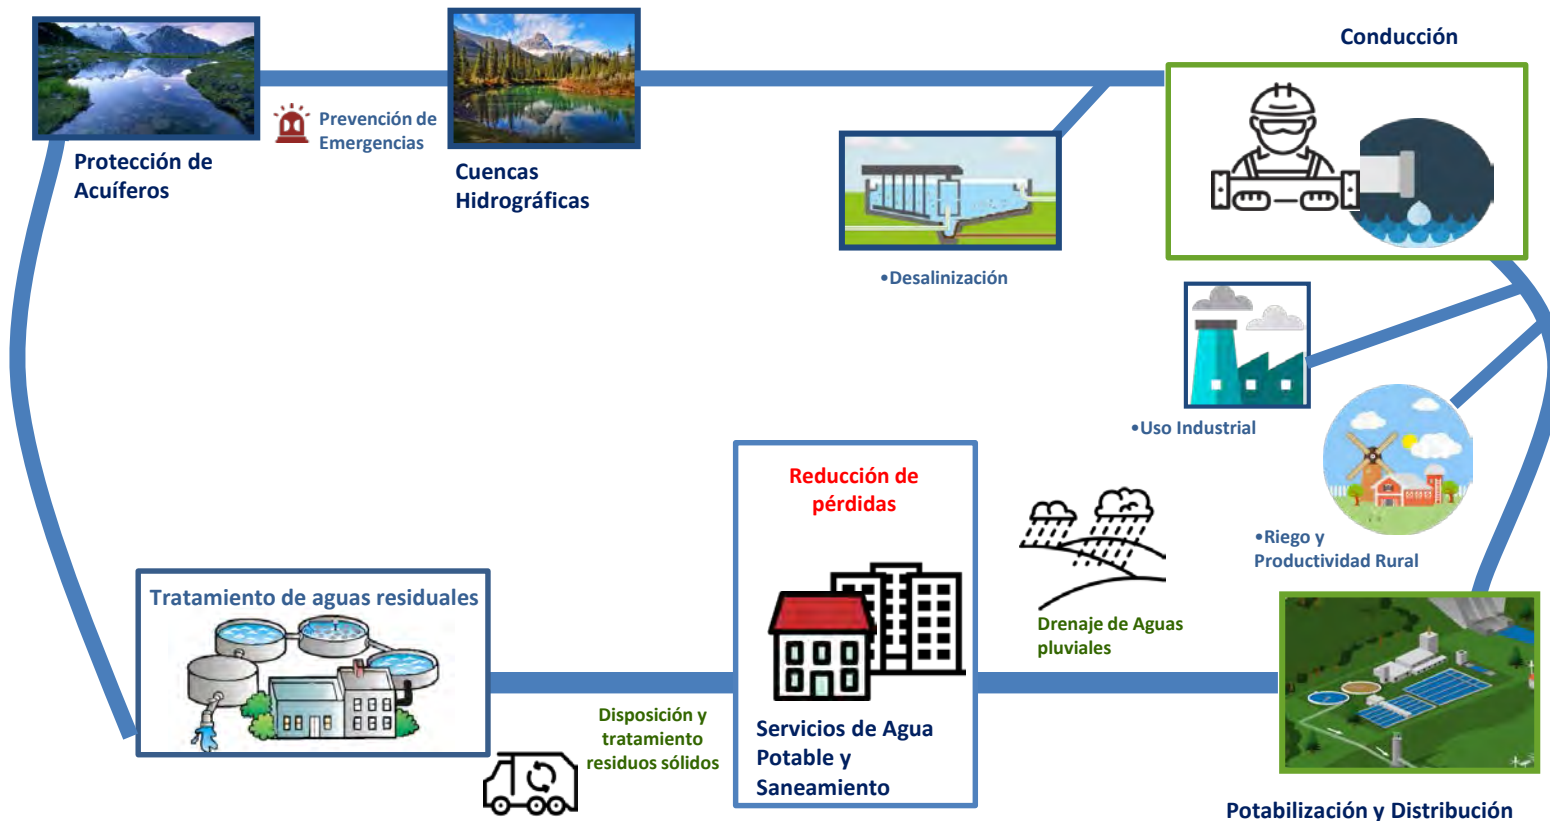 Conducción
Prevención de
Emergencias
Protección de
Acuíferos
Cuencas
Hidrográficas
•Desalinización
•Uso Industrial
Reducción de
pérdidas
•Riego y
Productividad Rural
Tratamiento de aguas residuales
Drenaje de Aguas
pluviales
Disposición y
tratamiento
residuos sólidos
Servicios de Agua
Potable y
Saneamiento
Potabilización y Distribución